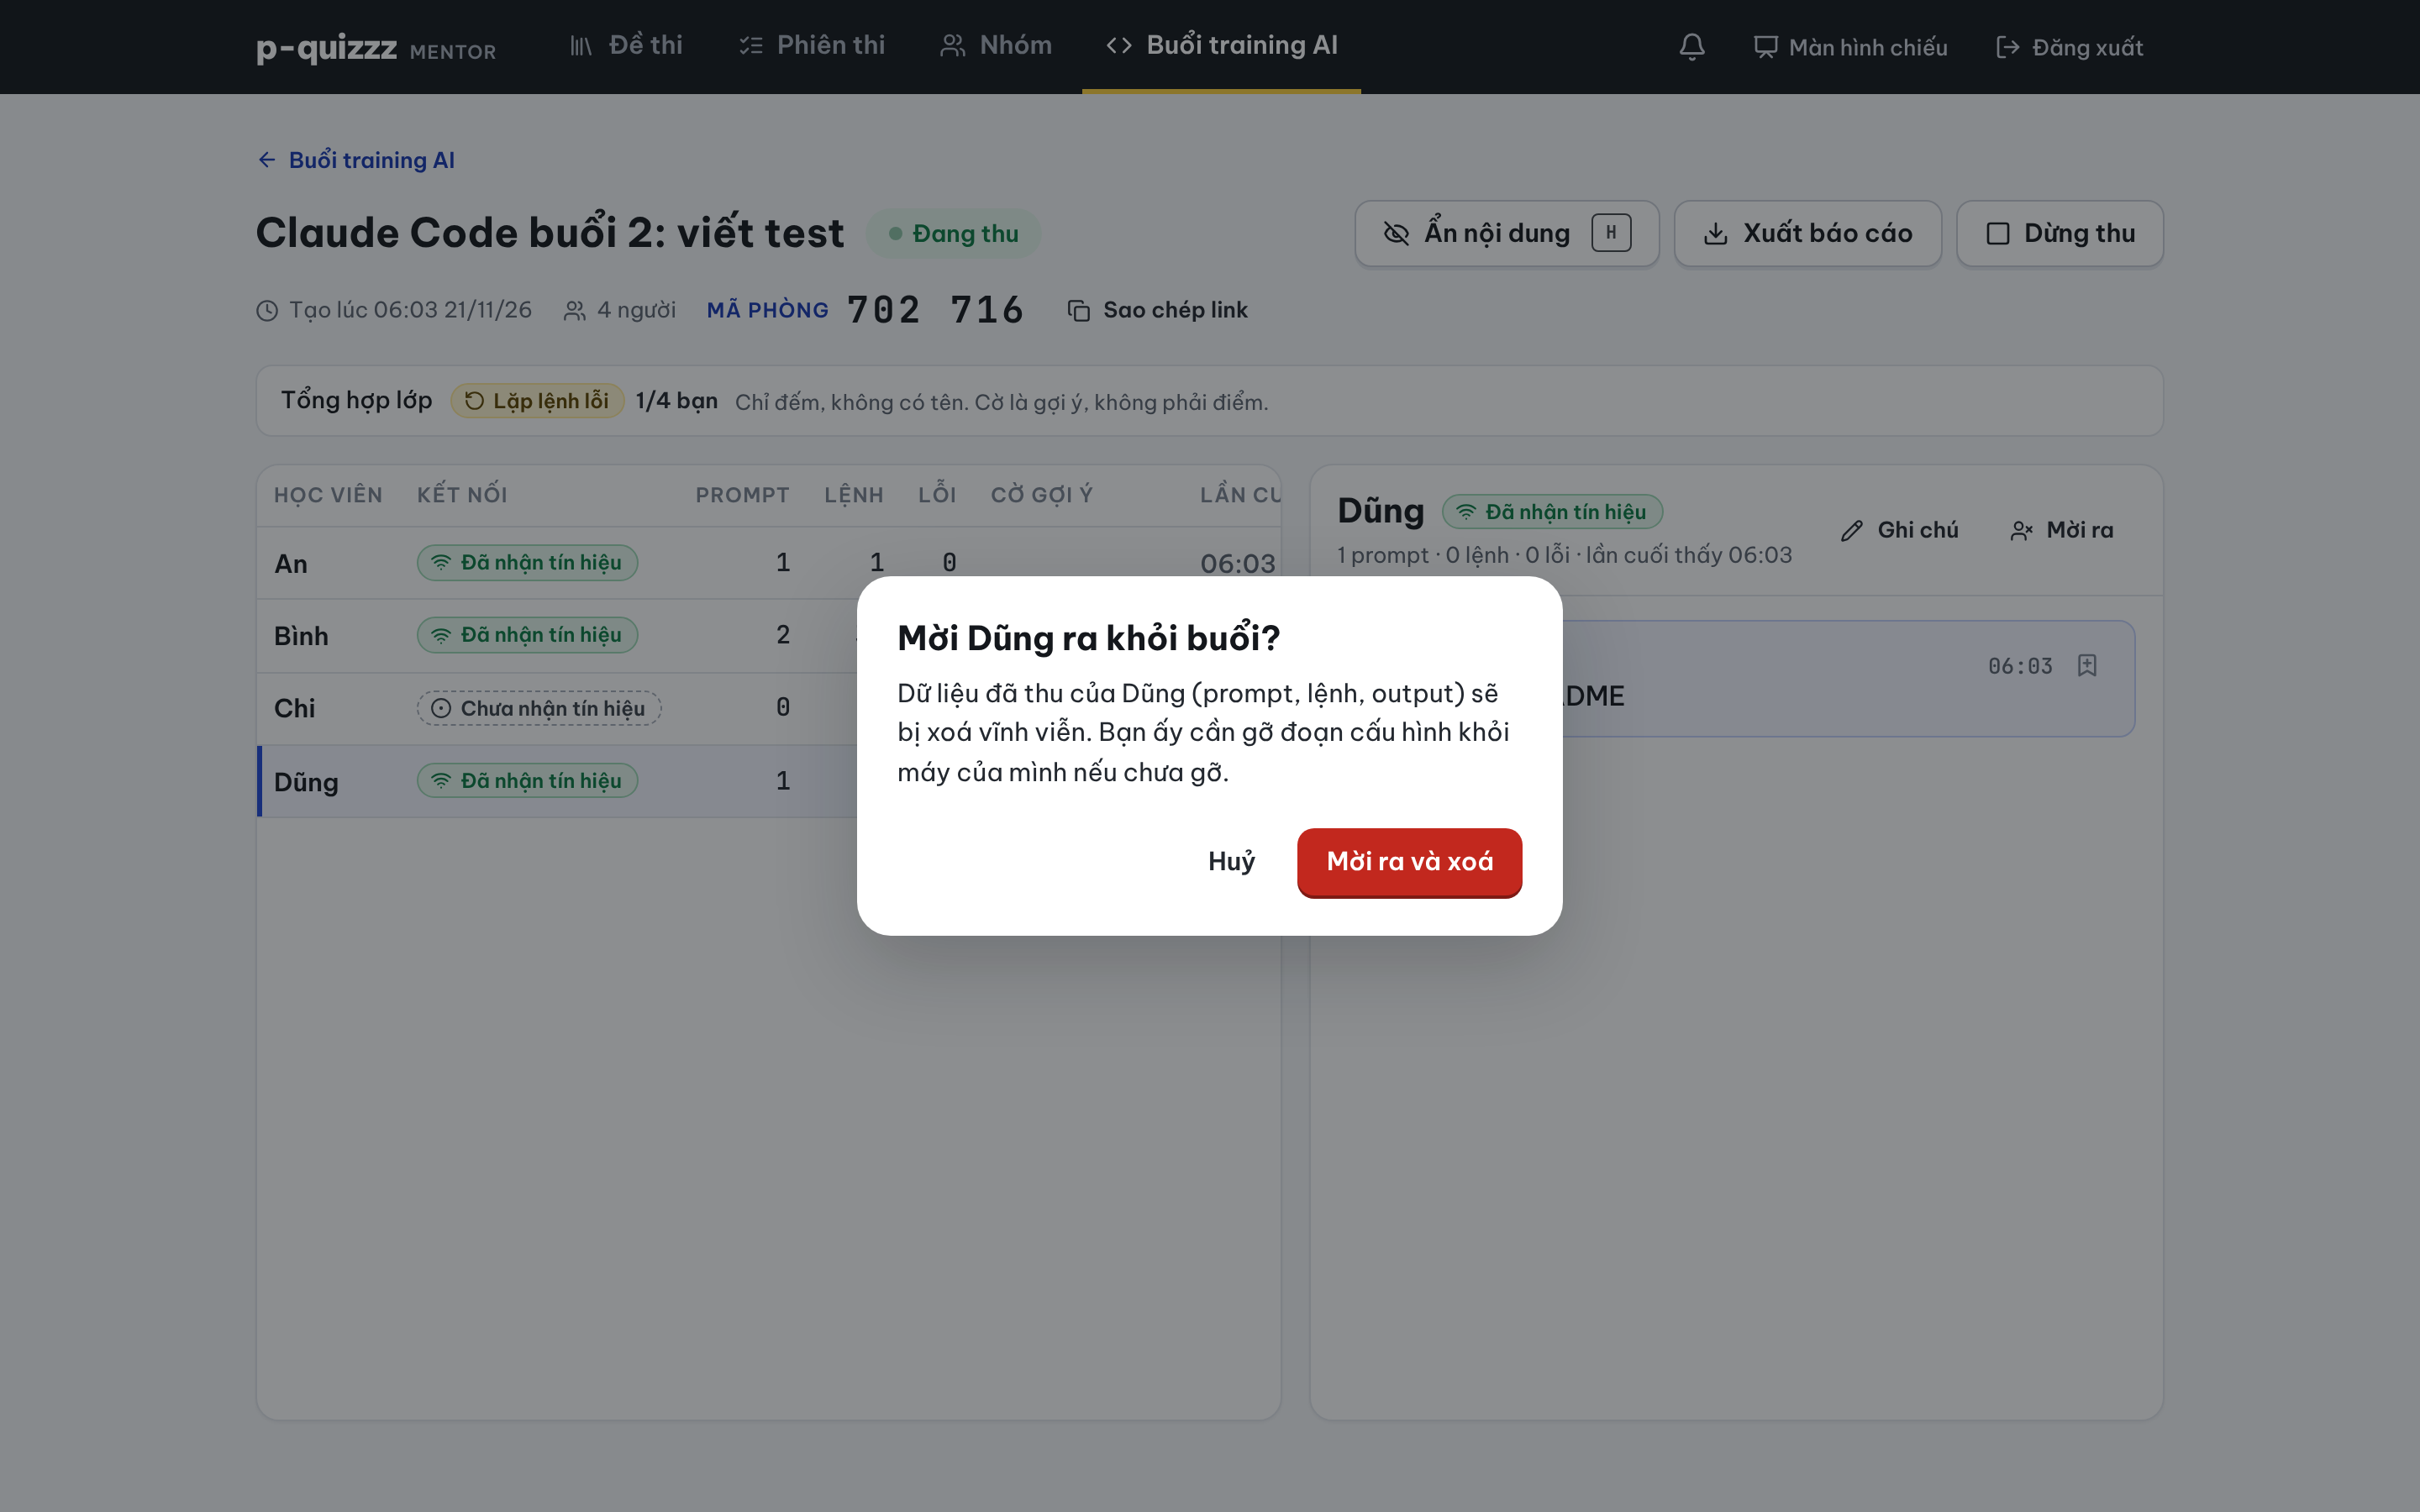 p-quizzz MENTOR Đề thi Phiên thi Nhóm Buổi training AI Màn hình chiếu Đăng xuất
Buổi training AI
Claude Code buổi 2: viết test Đang thu Ẩn nội dung H Xuất báo cáo Dừng thu
Tạo lúc 06:03 21/11/26 4 người MÃ PHÒNG 702 716 Sao chép link
Tổng hợp lớp Lặp lệnh lỗi 1/4 bạn Chỉ đếm, không có tên. Cờ là gợi ý, không phải điểm.
HỌC VIÊN KẾT NỐI PROMPT LỆNH LỖI CỜ GỢI Ý LẦN
An Đã nhận tín hiệu 1 1 0 06:03
Bình Đã nhận tín hiệu 2
Chi Chưa nhận tín hiệu 0
Dũng Đã nhận tín hiệu 1
Dũng Đã nhận tín hiệu Ghi chú Mời ra
1 prompt · 0 lệnh · 0 lỗi · lần cuối thấy 06:03
06:03
Mời Dũng ra khỏi buổi?
Dữ liệu đã thu của Dũng (prompt, lệnh, output) sẽ
bị xoá vĩnh viễn. Bạn ấy cần gỡ đoạn cấu hình khỏi
máy của mình nếu chưa gỡ.
Huỷ Mời ra và xoá